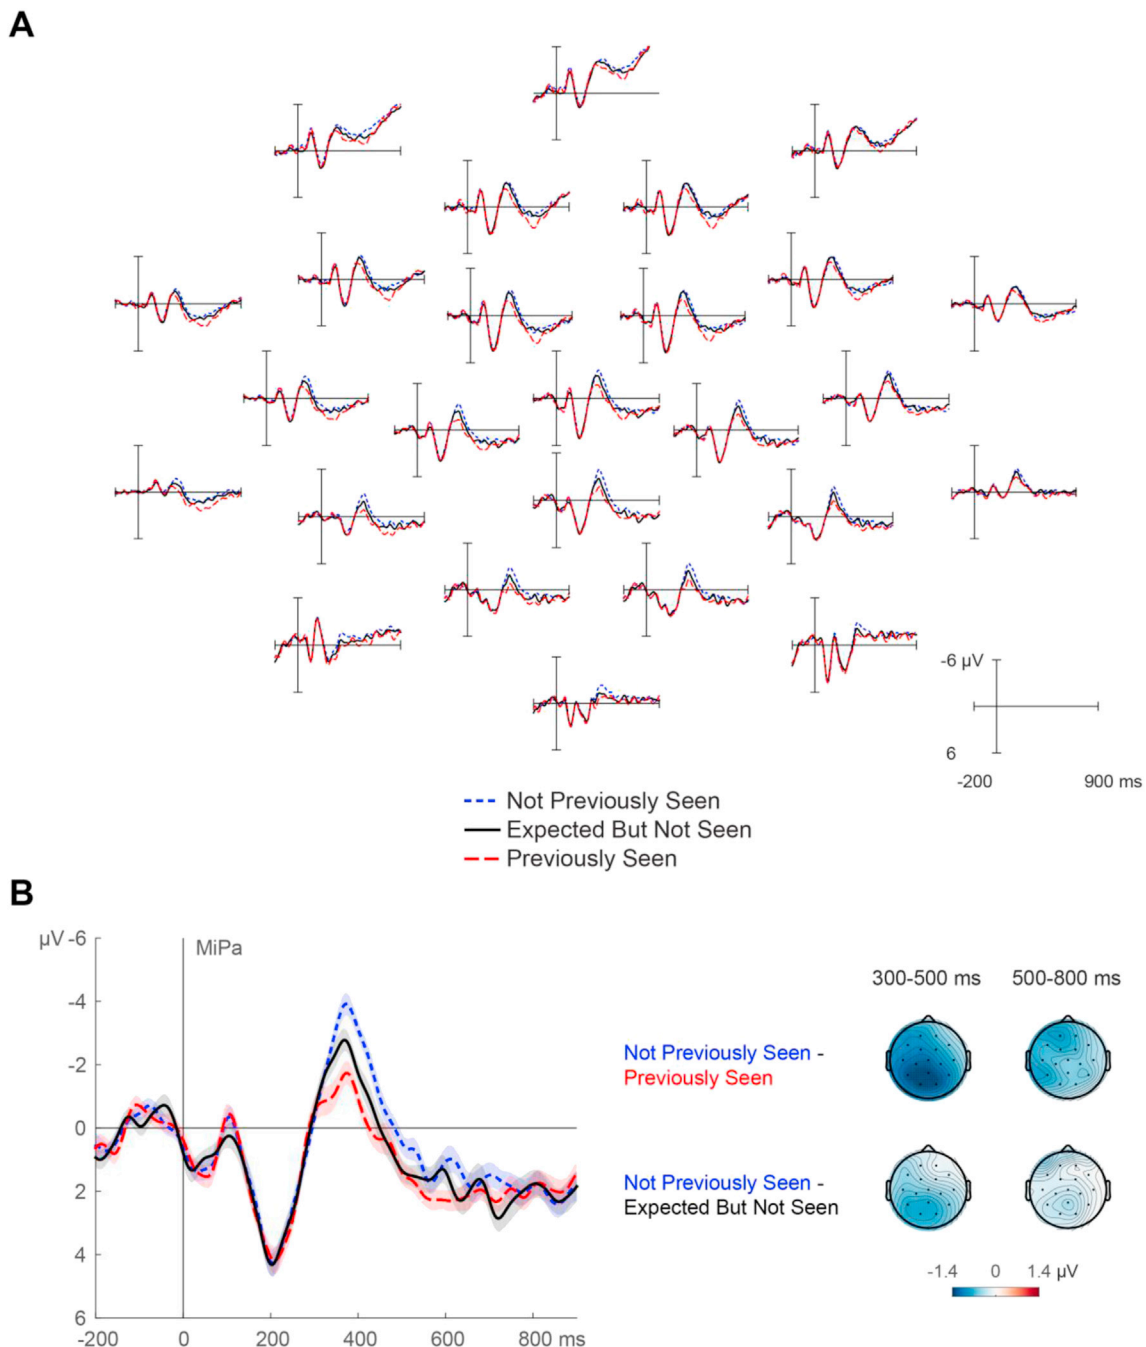 A
-6 µV
6
-200 900 ms
Not Previously Seen
Expected But Not Seen
Previously Seen
B
µV -6
MiPa
-4
-2
0
2
4
6
-200 0 200 400 600 800 ms
300-500 ms 500-800 ms
Not Previously Seen -
Previously Seen
Not Previously Seen -
Expected But Not Seen
-1.4 0 1.4 µV